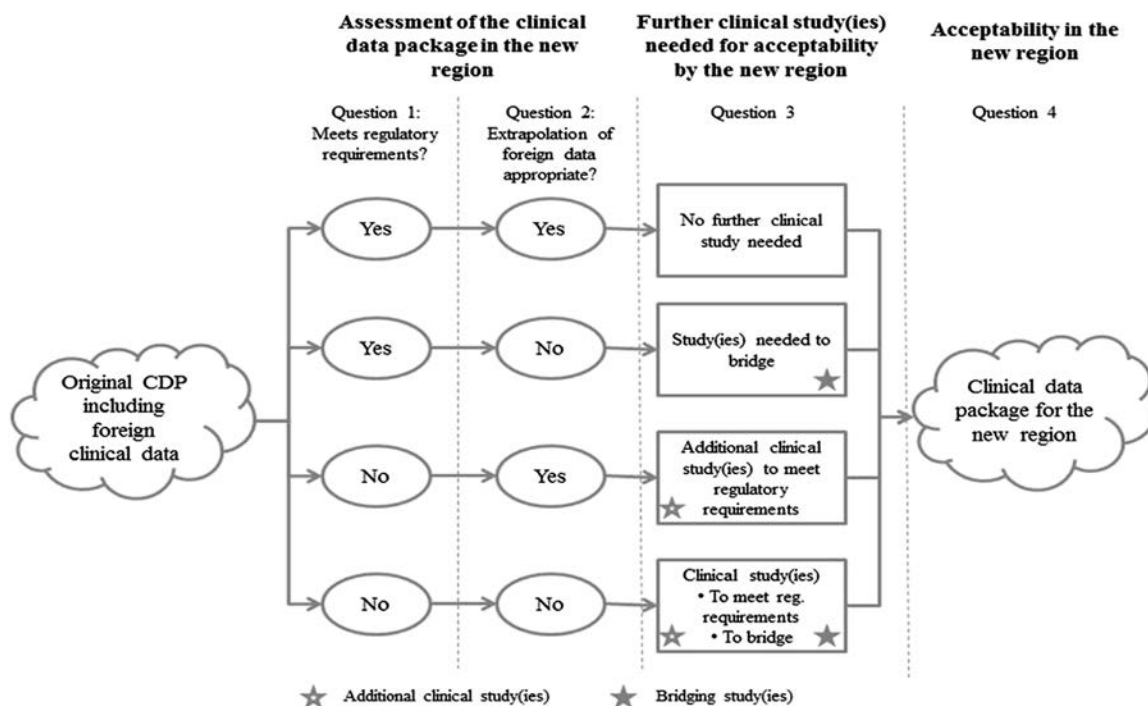 Assessment of the clinical
data package in the new
region
Further clinical study(ies)
needed for acceptability
by the new region
Acceptability in the
new region
Question 1:
Meets regulatory
requirements?
Question 2:
Extrapolation of
foreign data
appropriate?
Question 3
Question 4
Original CDP
including
foreign
clinical data
Yes
Yes
No further clinical
study needed
Yes
No
Study(ies) needed to
bridge
No
Yes
Additional clinical
study(ies) to meet
regulatory
requirements
No
No
Clinical study(ies)
• To meet reg.
requirements
• To bridge
Clinical data
package for the
new region
Additional clinical study(ies)
Bridging study(ies)